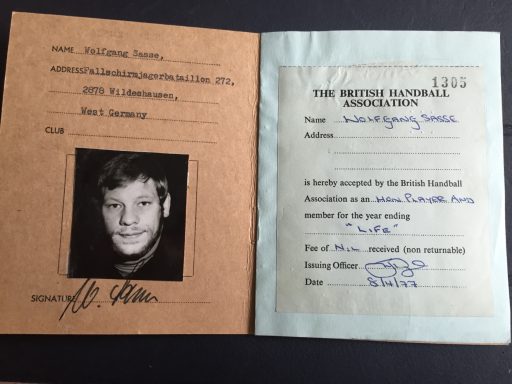 NAME Wolfgang Sasse,
ADDRESS Fallschirmjagerbataillon 272,
2878 Wildeshausen,
West Germany
CLUB
SIGNATURE
1305
THE BRITISH HANDBALL
ASSOCIATION
Name WOLFGANG SASSE
Address
is hereby accepted by the British Handball
Association as an HON PLAYER AND
member for the year ending
"LIFE"
Fee of NIL received (non returnable)
Issuing Officer
Date 8/4/77